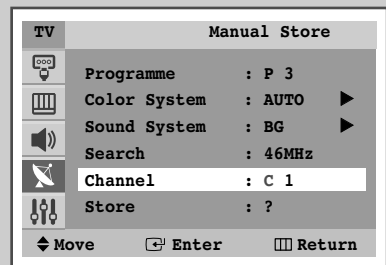 TV Manual Store
Programme : P 3
Color System : AUTO ▶
Sound System : BG ▶
Search : 46MHz
Channel : C 1
Store : ?
Move Enter Return